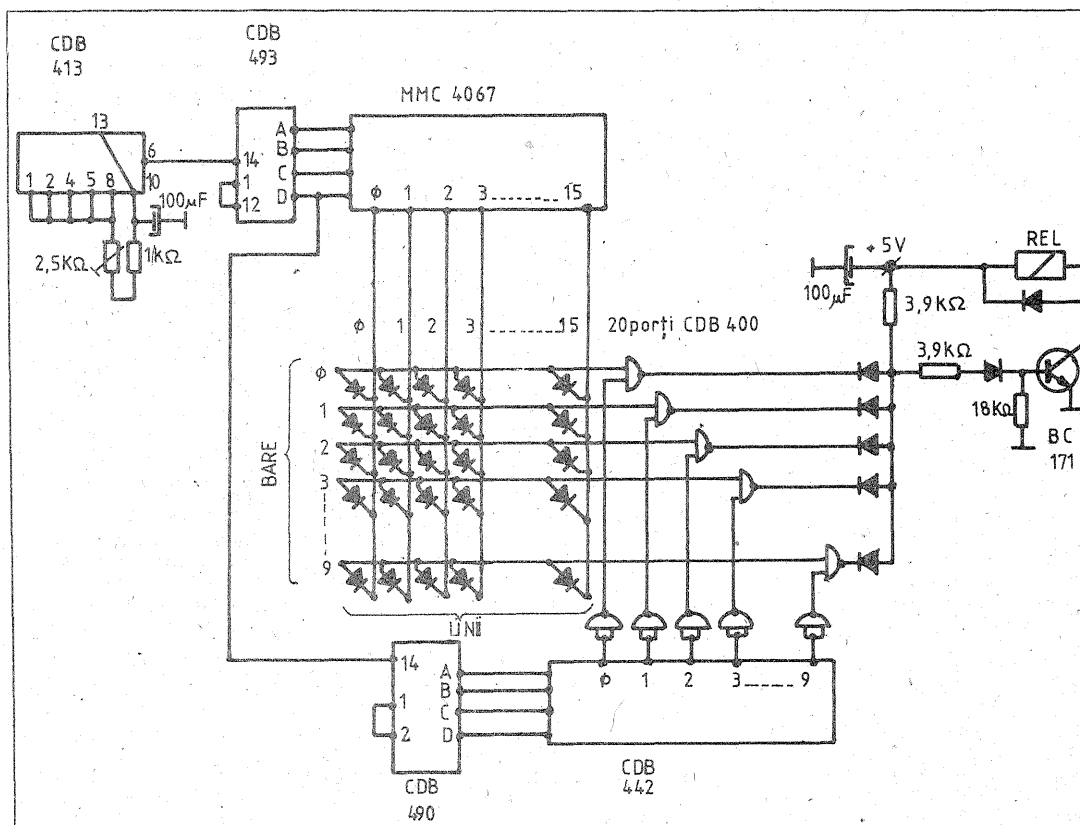 CDB
413
CDB
493
MMC 4067
13
6
1 2 4 5 8 10
100µF
2,5KΩ
1kΩ
14
1
12
A
B
C
D
ϕ 1 2 3 ------- 15
ϕ 1 2 3 --------- 15
20 porți CDB 400
BARE
ϕ
1
2
3
9
LINII
+ 5V
100µF
REL
3,9kΩ
3,9KΩ
18KΩ
BC
171
14
1
2
A
B
C
D
CDB
490
ϕ 1 2 3 ------ 9
CDB
442